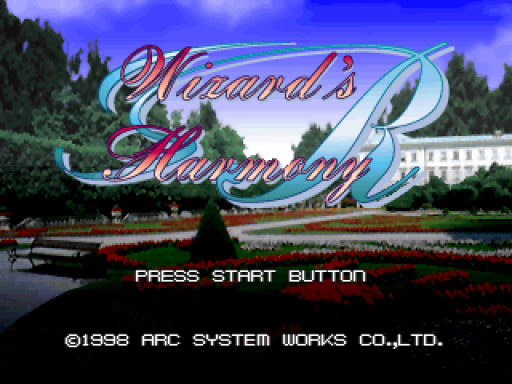 Wizard's
Harmony
R
PRESS START BUTTON
©1998 ARC SYSTEM WORKS CO.,LTD.